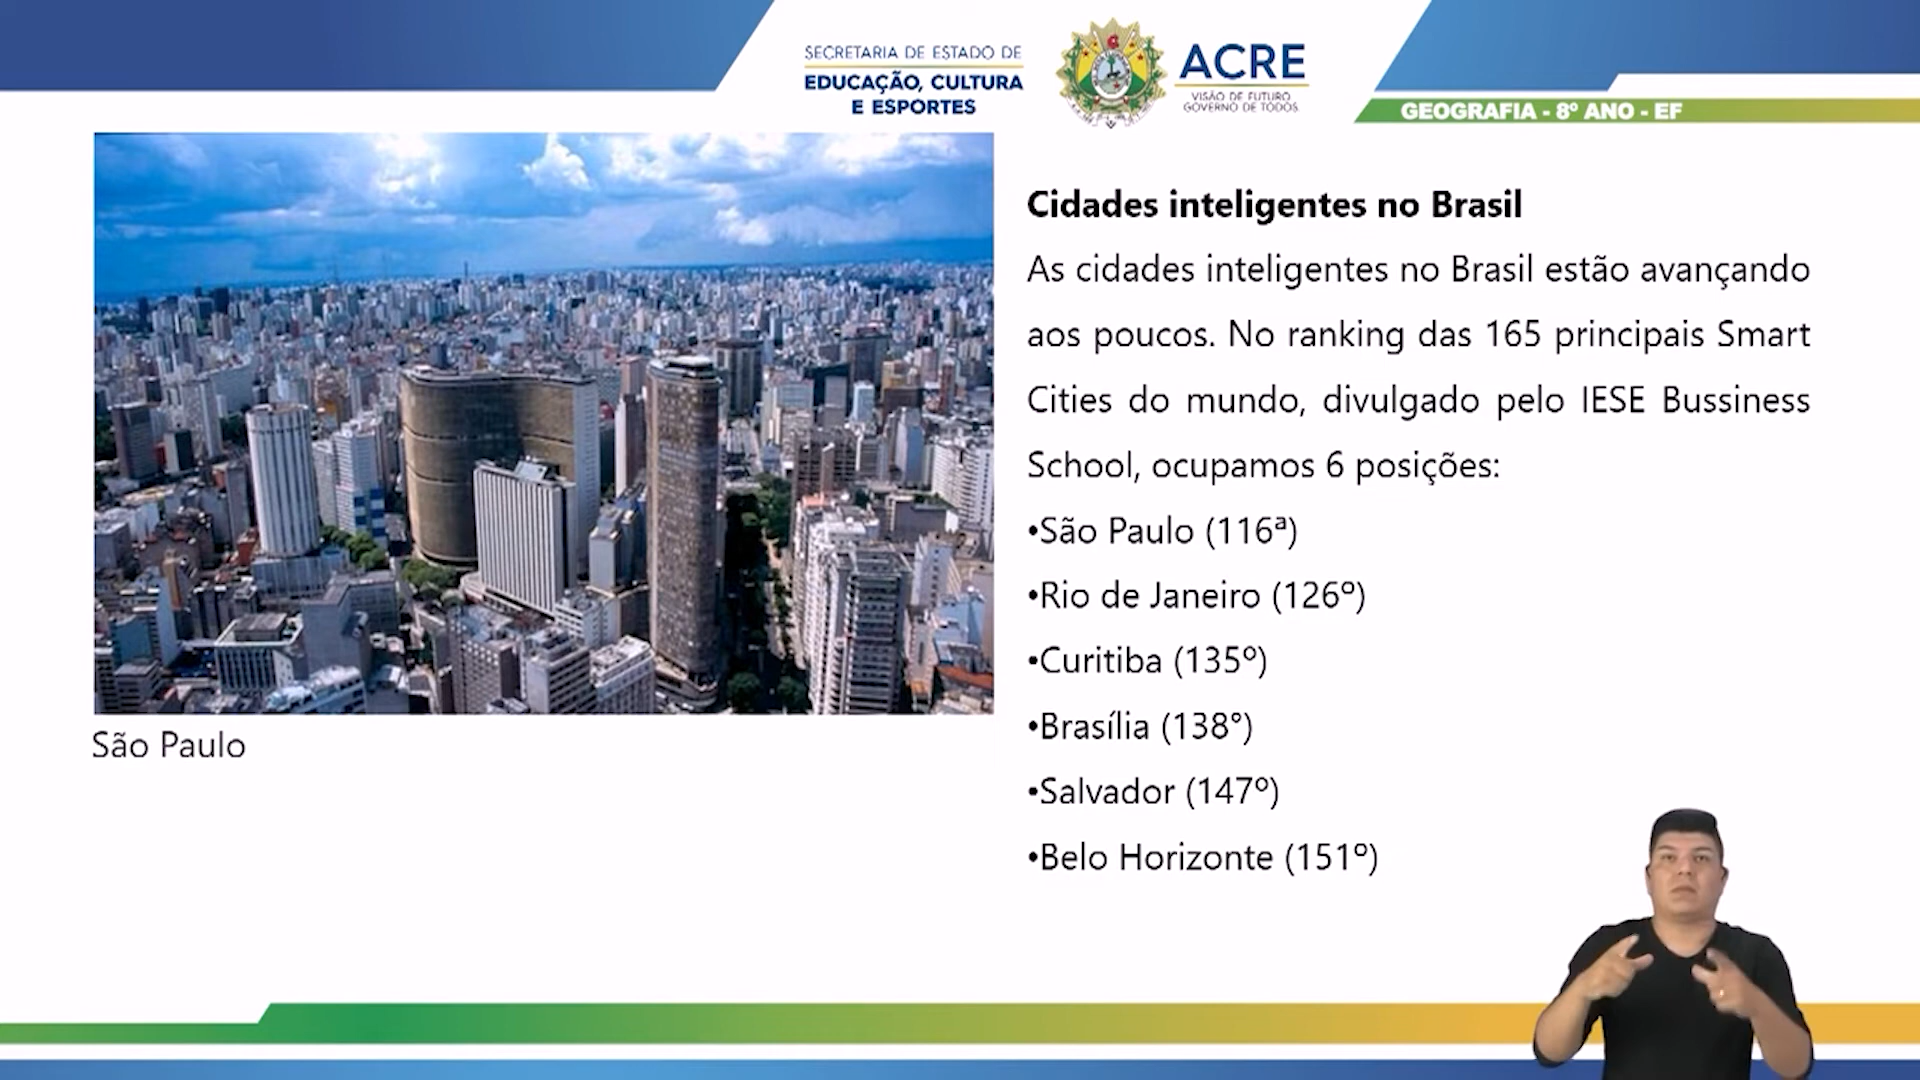 SECRETARIA DE ESTADO DE
EDUCAÇÃO, CULTURA
E ESPORTES
ACRE
VISÃO DE FUTURO
GOVERNO DE TODOS
GEOGRAFIA - 8º ANO - EF
Cidades inteligentes no Brasil
As cidades inteligentes no Brasil estão avançando
aos poucos. No ranking das 165 principais Smart
Cities do mundo, divulgado pelo IESE Bussiness
School, ocupamos 6 posições:
•São Paulo (116ª)
•Rio de Janeiro (126º)
•Curitiba (135º)
•Brasília (138°)
•Salvador (147º)
•Belo Horizonte (151º)
São Paulo